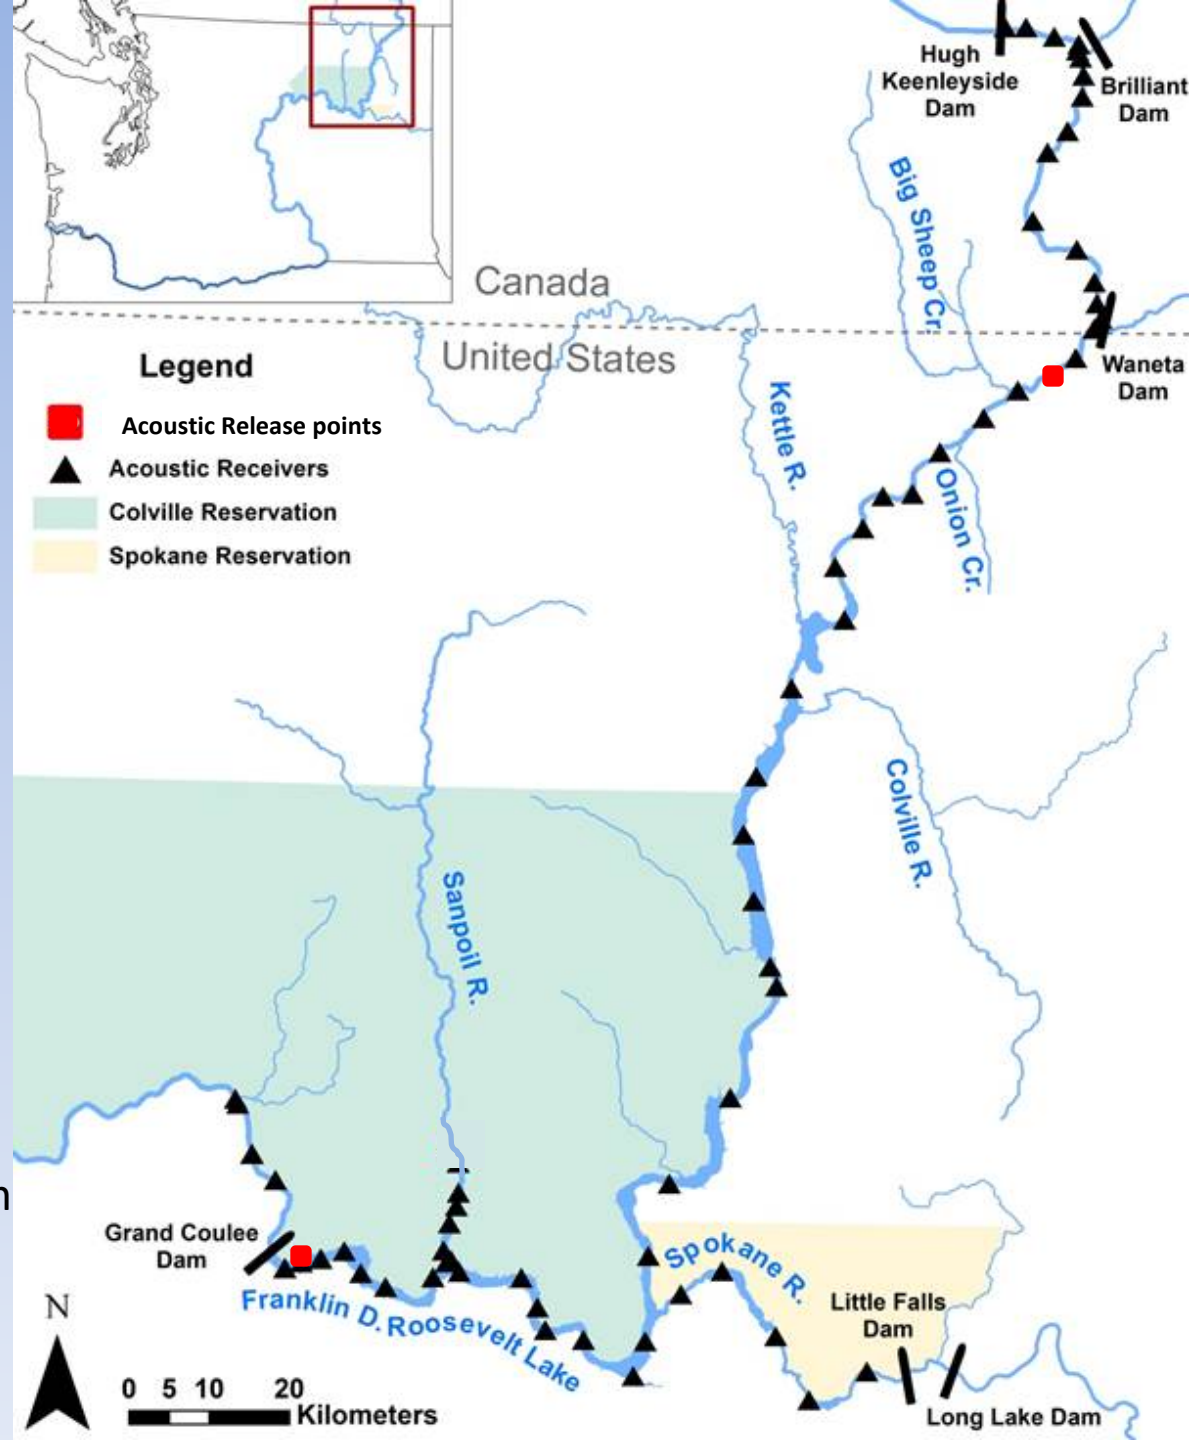 Hugh
Keenleyside
Dam
Brilliant
Dam
Big Sheep Cr.
Canada
United States
Waneta
Dam
Legend
Acoustic Release points
Acoustic Receivers
Colville Reservation
Spokane Reservation
Kettle R.
Onion Cr.
Colville R.
Sanpoil R.
n
Grand Coulee
Dam
Spokane R.
Little Falls
Dam
Franklin D. Roosevelt Lake
N
0 5 10 20
Kilometers
Long Lake Dam